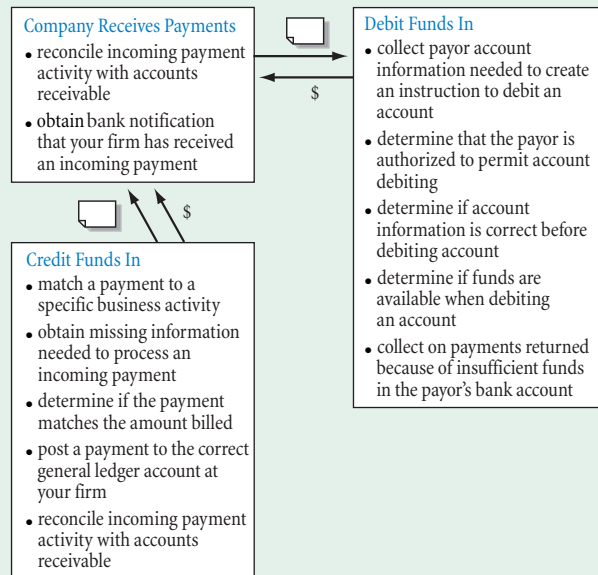 Company Receives Payments
• reconcile incoming payment
activity with accounts
receivable
• obtain bank notification
that your firm has received
an incoming payment
$
Debit Funds In
• collect payor account
information needed to create
an instruction to debit an
account
• determine that the payor is
authorized to permit account
debiting
• determine if account
information is correct before
debiting account
• determine if funds are
available when debiting
an account
• collect on payments returned
because of insufficient funds
in the payor's bank account
$
Credit Funds In
• match a payment to a
specific business activity
• obtain missing information
needed to process an
incoming payment
• determine if the payment
matches the amount billed
• post a payment to the correct
general ledger account at
your firm
• reconcile incoming payment
activity with accounts
receivable